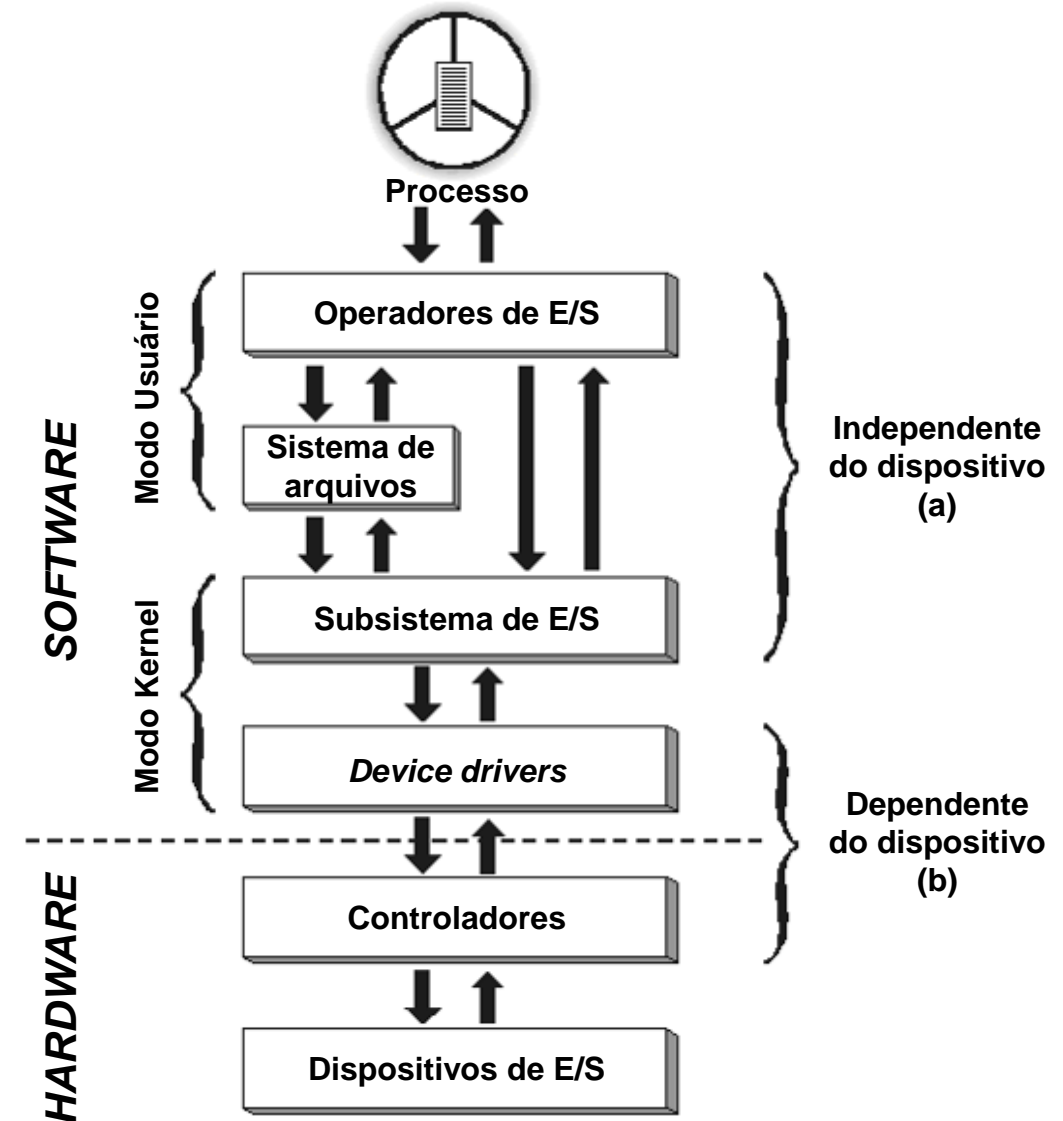 Processo
Operadores de E/S
Modo Usuário
Sistema de
arquivos
Independente
do dispositivo
(a)
SOFTWARE
Subsistema de E/S
Modo Kernel
Device drivers
Dependente
do dispositivo
(b)
HARDWARE
Controladores
Dispositivos de E/S